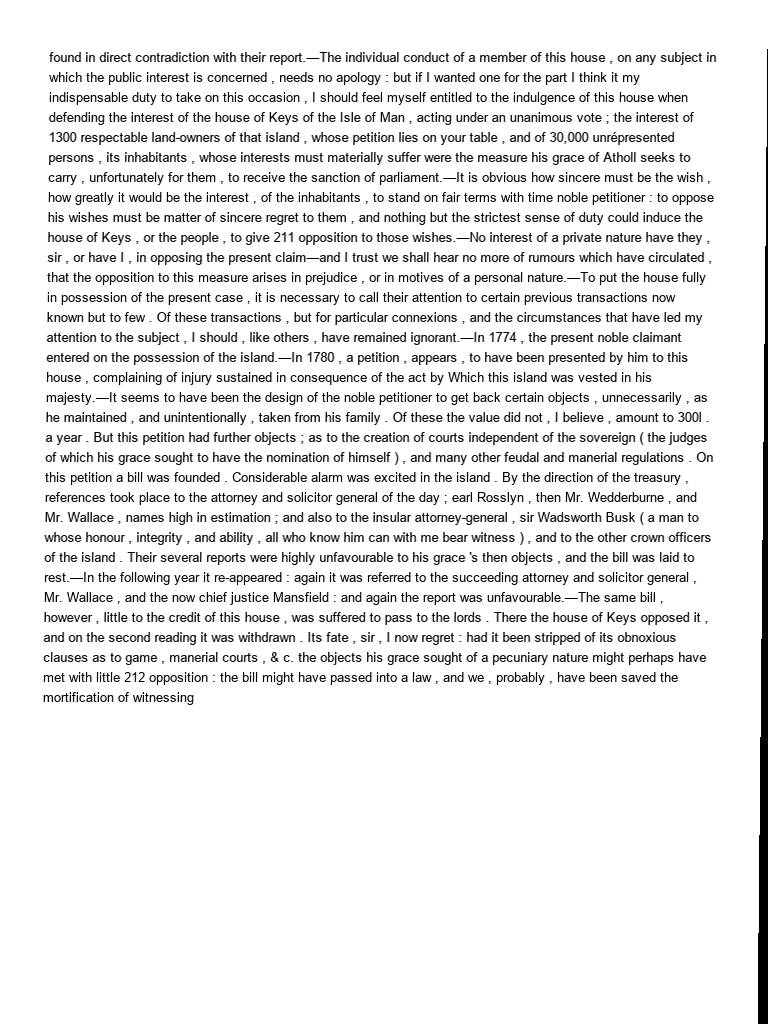 found in direct contradiction with their report.—The individual conduct of a member of this house , on any subject in
which the public interest is concerned , needs no apology : but if I wanted one for the part I think it my
indispensable duty to take on this occasion , I should feel myself entitled to the indulgence of this house when
defending the interest of the house of Keys of the Isle of Man , acting under an unanimous vote ; the interest of
1300 respectable land-owners of that island , whose petition lies on your table , and of 30,000 unrépresented
persons , its inhabitants , whose interests must materially suffer were the measure his grace of Atholl seeks to
carry , unfortunately for them , to receive the sanction of parliament.—It is obvious how sincere must be the wish ,
how greatly it would be the interest , of the inhabitants , to stand on fair terms with time noble petitioner : to oppose
his wishes must be matter of sincere regret to them , and nothing but the strictest sense of duty could induce the
house of Keys , or the people , to give 211 opposition to those wishes.—No interest of a private nature have they ,
sir , or have I , in opposing the present claim—and I trust we shall hear no more of rumours which have circulated ,
that the opposition to this measure arises in prejudice , or in motives of a personal nature.—To put the house fully
in possession of the present case , it is necessary to call their attention to certain previous transactions now
known but to few . Of these transactions , but for particular connexions , and the circumstances that have led my
attention to the subject , I should , like others , have remained ignorant.—In 1774 , the present noble claimant
entered on the possession of the island.—In 1780 , a petition , appears , to have been presented by him to this
house , complaining of injury sustained in consequence of the act by Which this island was vested in his
majesty.—It seems to have been the design of the noble petitioner to get back certain objects , unnecessarily , as
he maintained , and unintentionally , taken from his family . Of these the value did not , I believe , amount to 300l .
a year . But this petition had further objects ; as to the creation of courts independent of the sovereign ( the judges
of which his grace sought to have the nomination of himself ) , and many other feudal and manerial regulations . On
this petition a bill was founded . Considerable alarm was excited in the island . By the direction of the treasury ,
references took place to the attorney and solicitor general of the day ; earl Rosslyn , then Mr. Wedderburne , and
Mr. Wallace , names high in estimation ; and also to the insular attorney-general , sir Wadsworth Busk ( a man to
whose honour , integrity , and ability , all who know him can with me bear witness ) , and to the other crown officers
of the island . Their several reports were highly unfavourable to his grace 's then objects , and the bill was laid to
rest.—In the following year it re-appeared : again it was referred to the succeeding attorney and solicitor general ,
Mr. Wallace , and the now chief justice Mansfield : and again the report was unfavourable.—The same bill ,
however , little to the credit of this house , was suffered to pass to the lords . There the house of Keys opposed it ,
and on the second reading it was withdrawn . Its fate , sir , I now regret : had it been stripped of its obnoxious
clauses as to game , manerial courts , & c. the objects his grace sought of a pecuniary nature might perhaps have
met with little 212 opposition : the bill might have passed into a law , and we , probably , have been saved the
mortification of witnessing